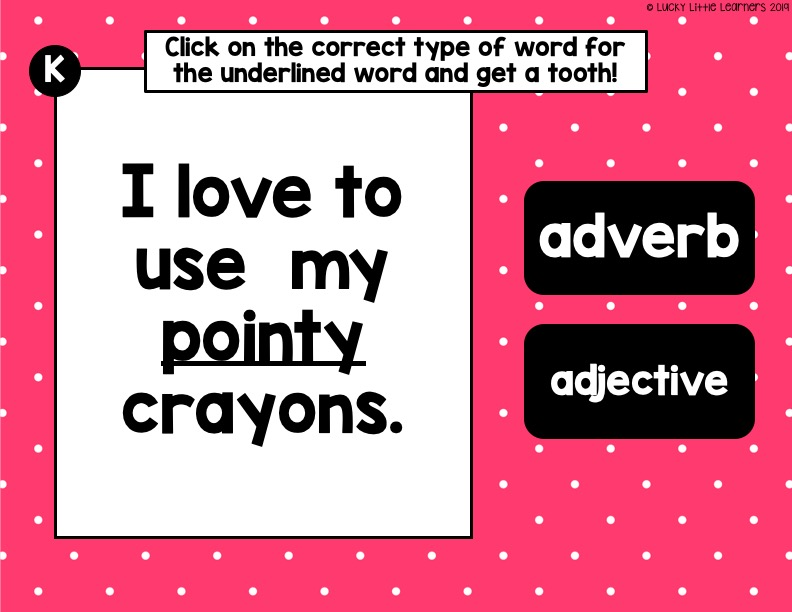 © Lucky Little Learners 2019
Click on the correct type of word for
the underlined word and get a tooth!
K
I love to
use my
pointy
crayons.
adverb
adjective